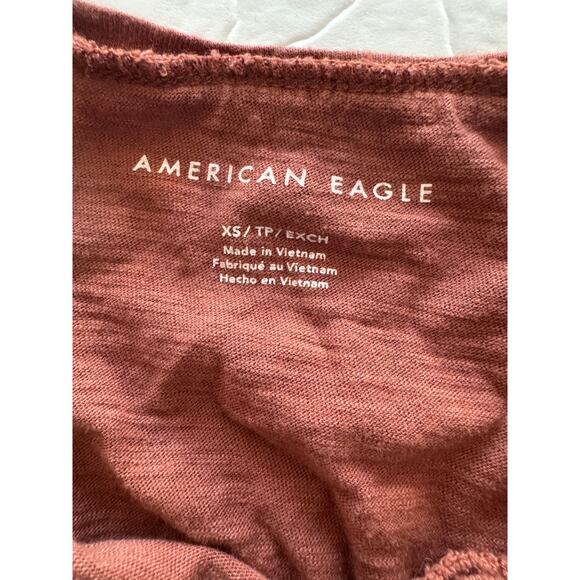 AMERICAN EAGLE
XS/TP/EXCH
Made in Vietnam
Fabriqué au Vietnam
Hecho en Vietnam